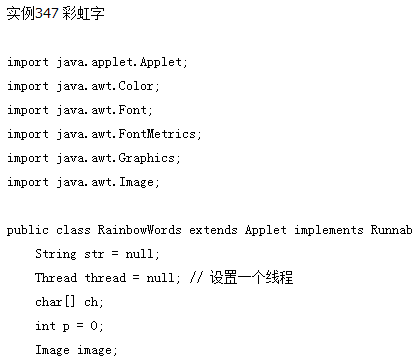 实例347 彩虹字
import java.applet.Applet;
import java.awt.Color;
import java.awt.Font;
import java.awt.FontMetrics;
import java.awt.Graphics;
import java.awt.Image;
public class RainbowWords extends Applet implements Runnab
String str = null;
Thread thread = null; // 设置一个线程
char[] ch;
int p = 0;
Image image;